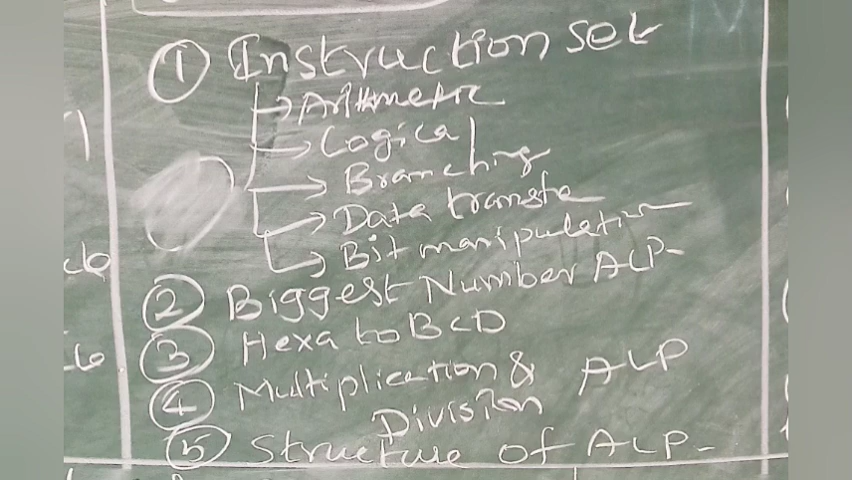 ① Instruction set
→ Arithmetic
→ Logical
→ Branching
→ Data transfe
→ Bit manipulation
② Biggest Number ALP-
③ Hexa to BCD
④ Multiplication & ALP
Division
⑤ Structure of ALP-